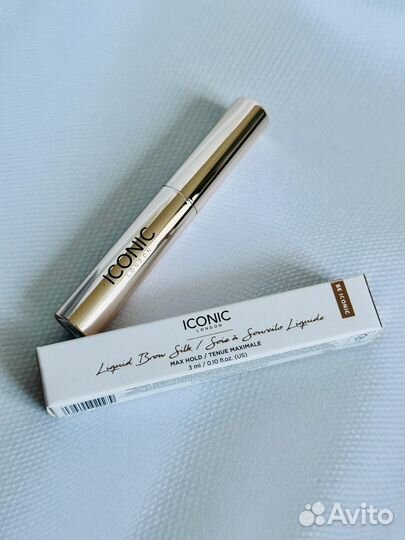 ICONIC
LONDON
ICONIC
LONDON
Liquid Brow Silk / Soie à Sourcils Liquide
MAX HOLD / TENUE MAXIMALE
3 ml / 0.10 fl.oz. (US)
BE ICONIC
Avito